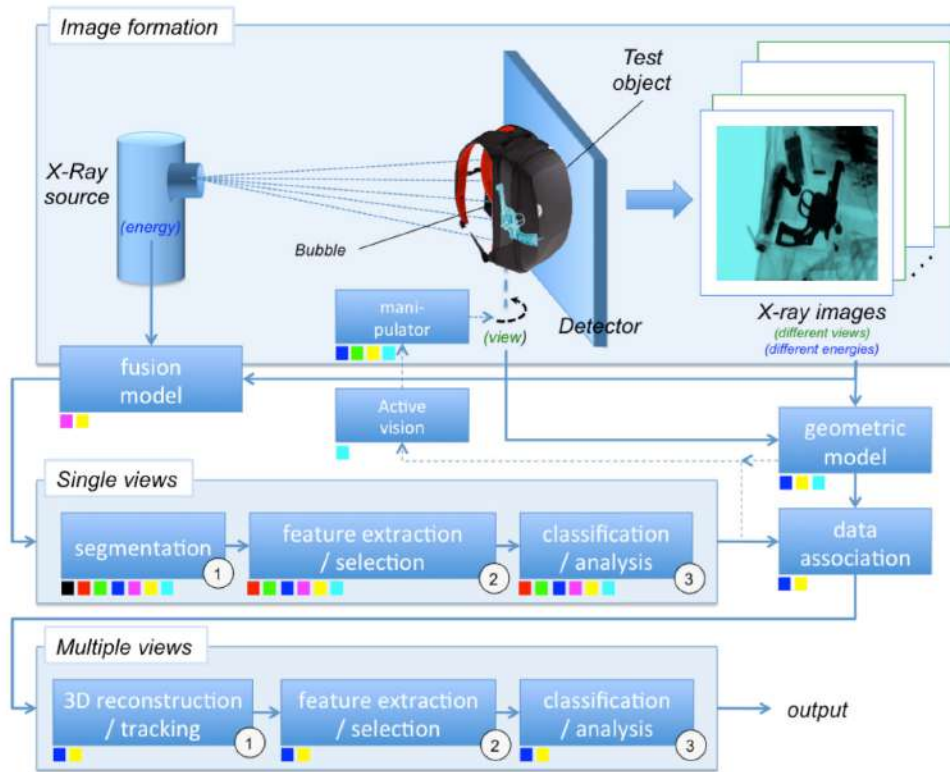 Image formation
Test
object
X-Ray
source
(energy)
Bubble
mani-
pulator
(view)
Detector
X-ray images
(different views)
(different energies)
fusion
model
Active
vision
geometric
model
Single views
segmentation
1
feature extraction
/ selection
2
classification
/ analysis
3
data
association
Multiple views
3D reconstruction
/ tracking
1
feature extraction
/ selection
2
classification
/ analysis
3
output